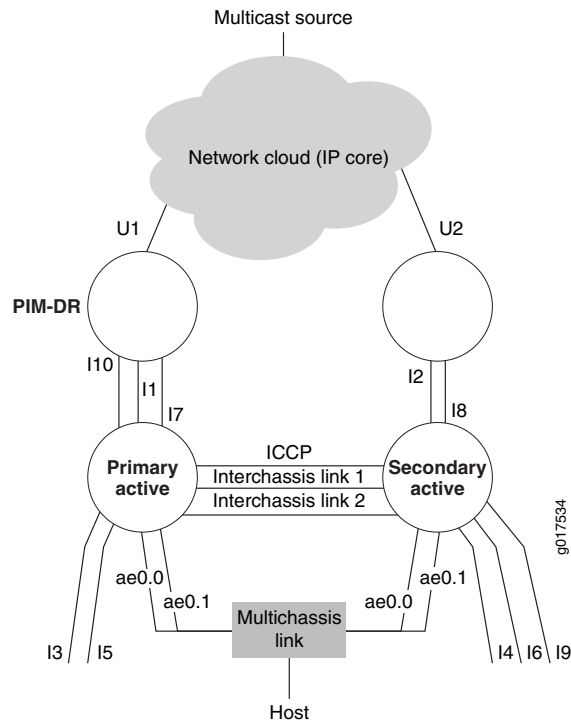 Multicast source
Network cloud (IP core)
U1
U2
PIM-DR
I10
I1
I7
I2
I8
Primary
active
ICCP
Interchassis link 1
Interchassis link 2
Secondary
active
g017534
ae0.0
ae0.1
ae0.0
ae0.1
Multichassis
link
I3
I5
I4
I6
I9
Host